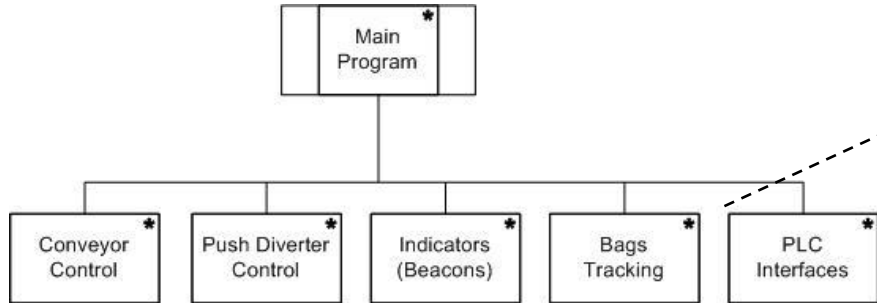 *
Main
Program
*
Conveyor
Control
*
Push Diverter
Control
*
Indicators
(Beacons)
*
Bags
Tracking
*
PLC
Interfaces